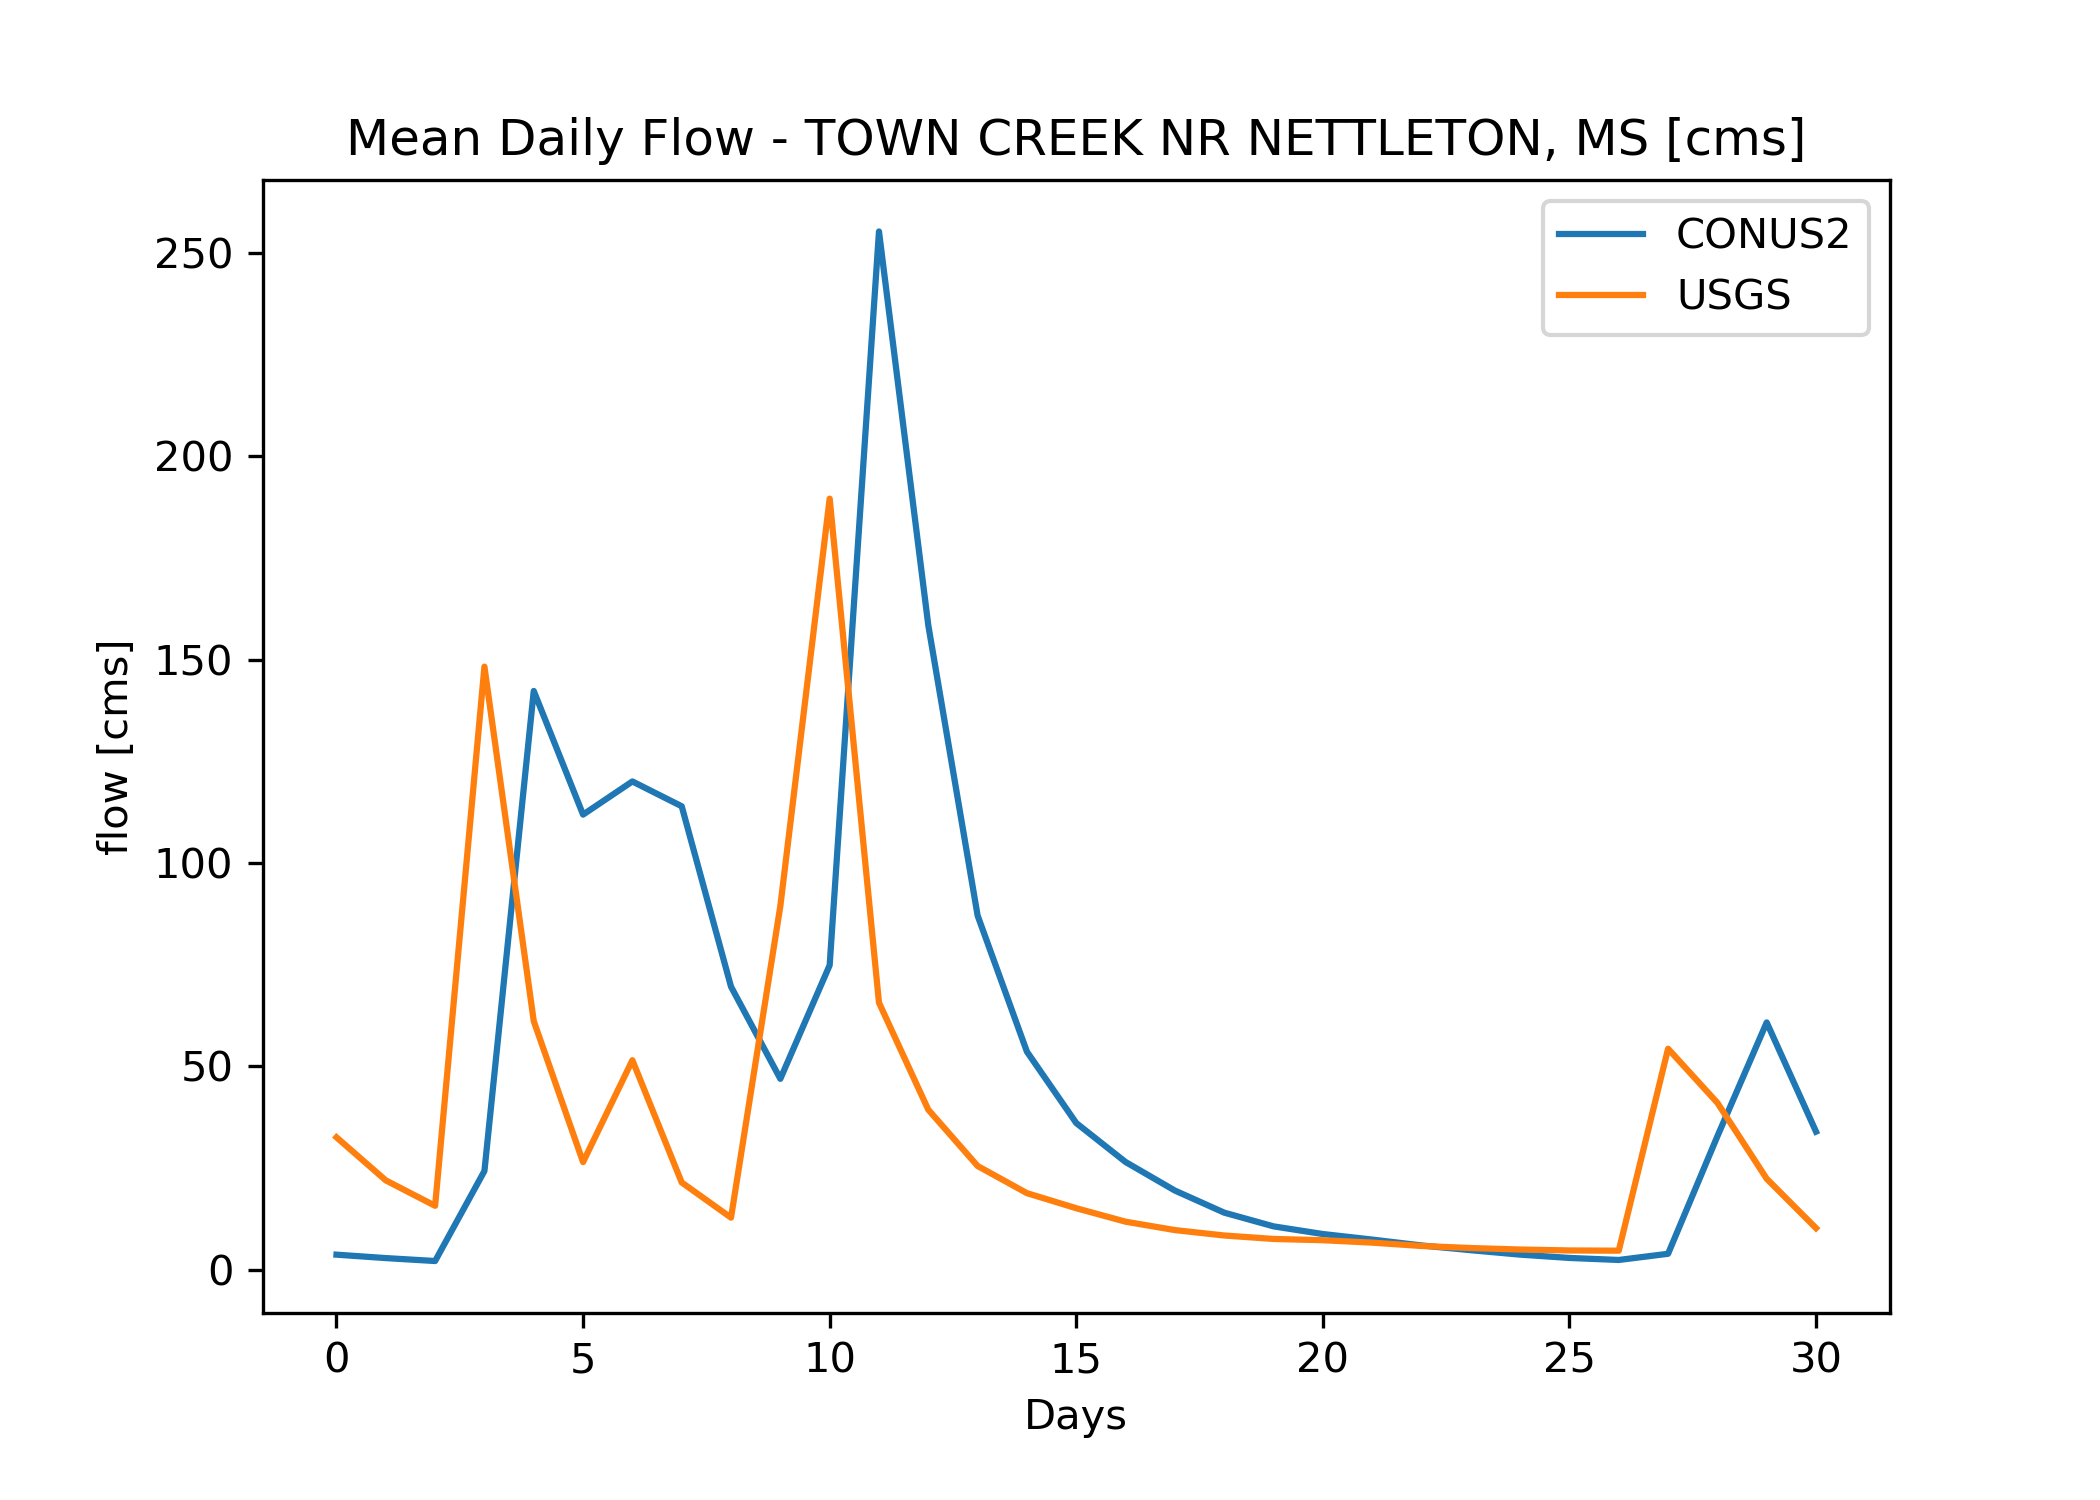 Mean Daily Flow - TOWN CREEK NR NETTLETON, MS [cms]
CONUS2
USGS
flow [cms]
250
200
150
100
50
0
0 5 10 15 20 25 30
Days